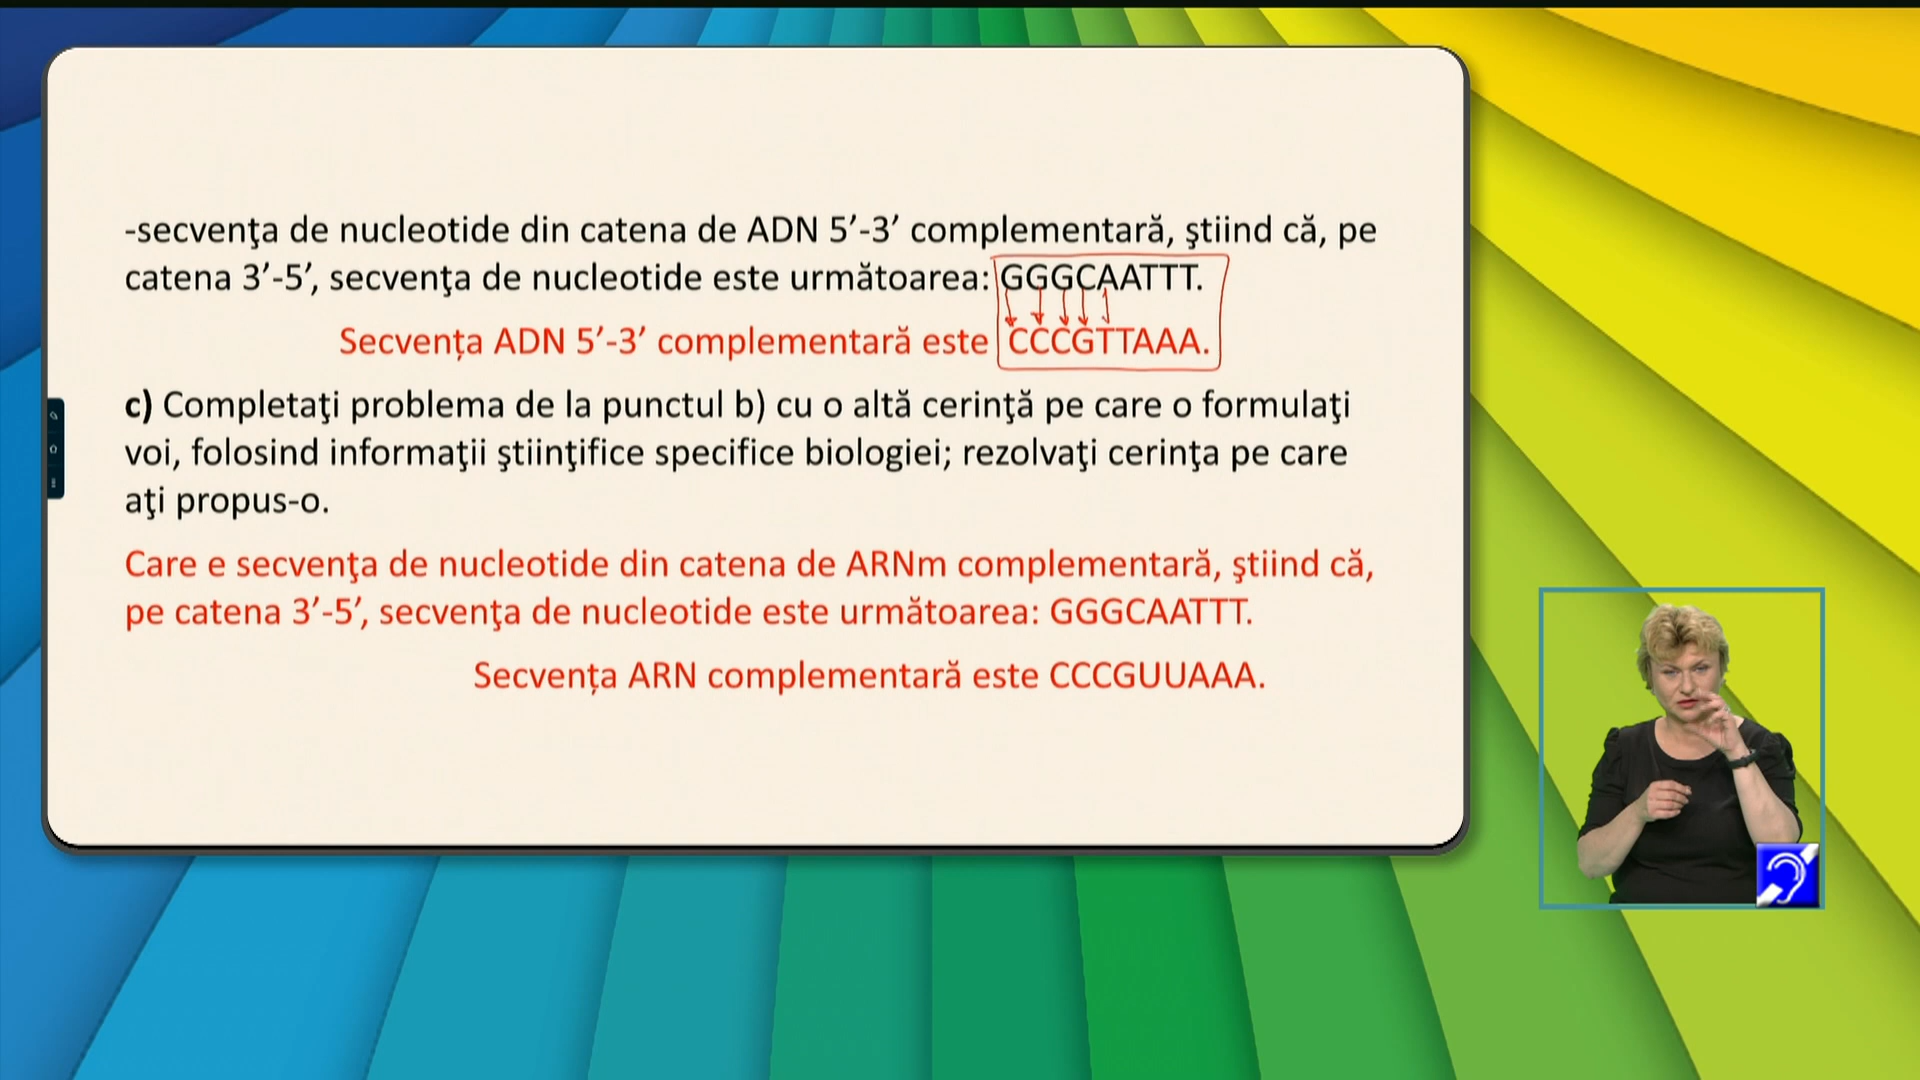 -secvenţa de nucleotide din catena de ADN 5’-3’ complementară, ştiind că, pe
catena 3’-5’, secvenţa de nucleotide este următoarea: GGGCAATTT.
Secvența ADN 5’-3’ complementară este CCCGTTAAA.
c) Completaţi problema de la punctul b) cu o altă cerinţă pe care o formulaţi
voi, folosind informaţii ştiinţifice specifice biologiei; rezolvaţi cerinţa pe care
aţi propus-o.
Care e secvenţa de nucleotide din catena de ARNm complementară, ştiind că,
pe catena 3’-5’, secvenţa de nucleotide este următoarea: GGGCAATTT.
Secvența ARN complementară este CCCGUUAAA.